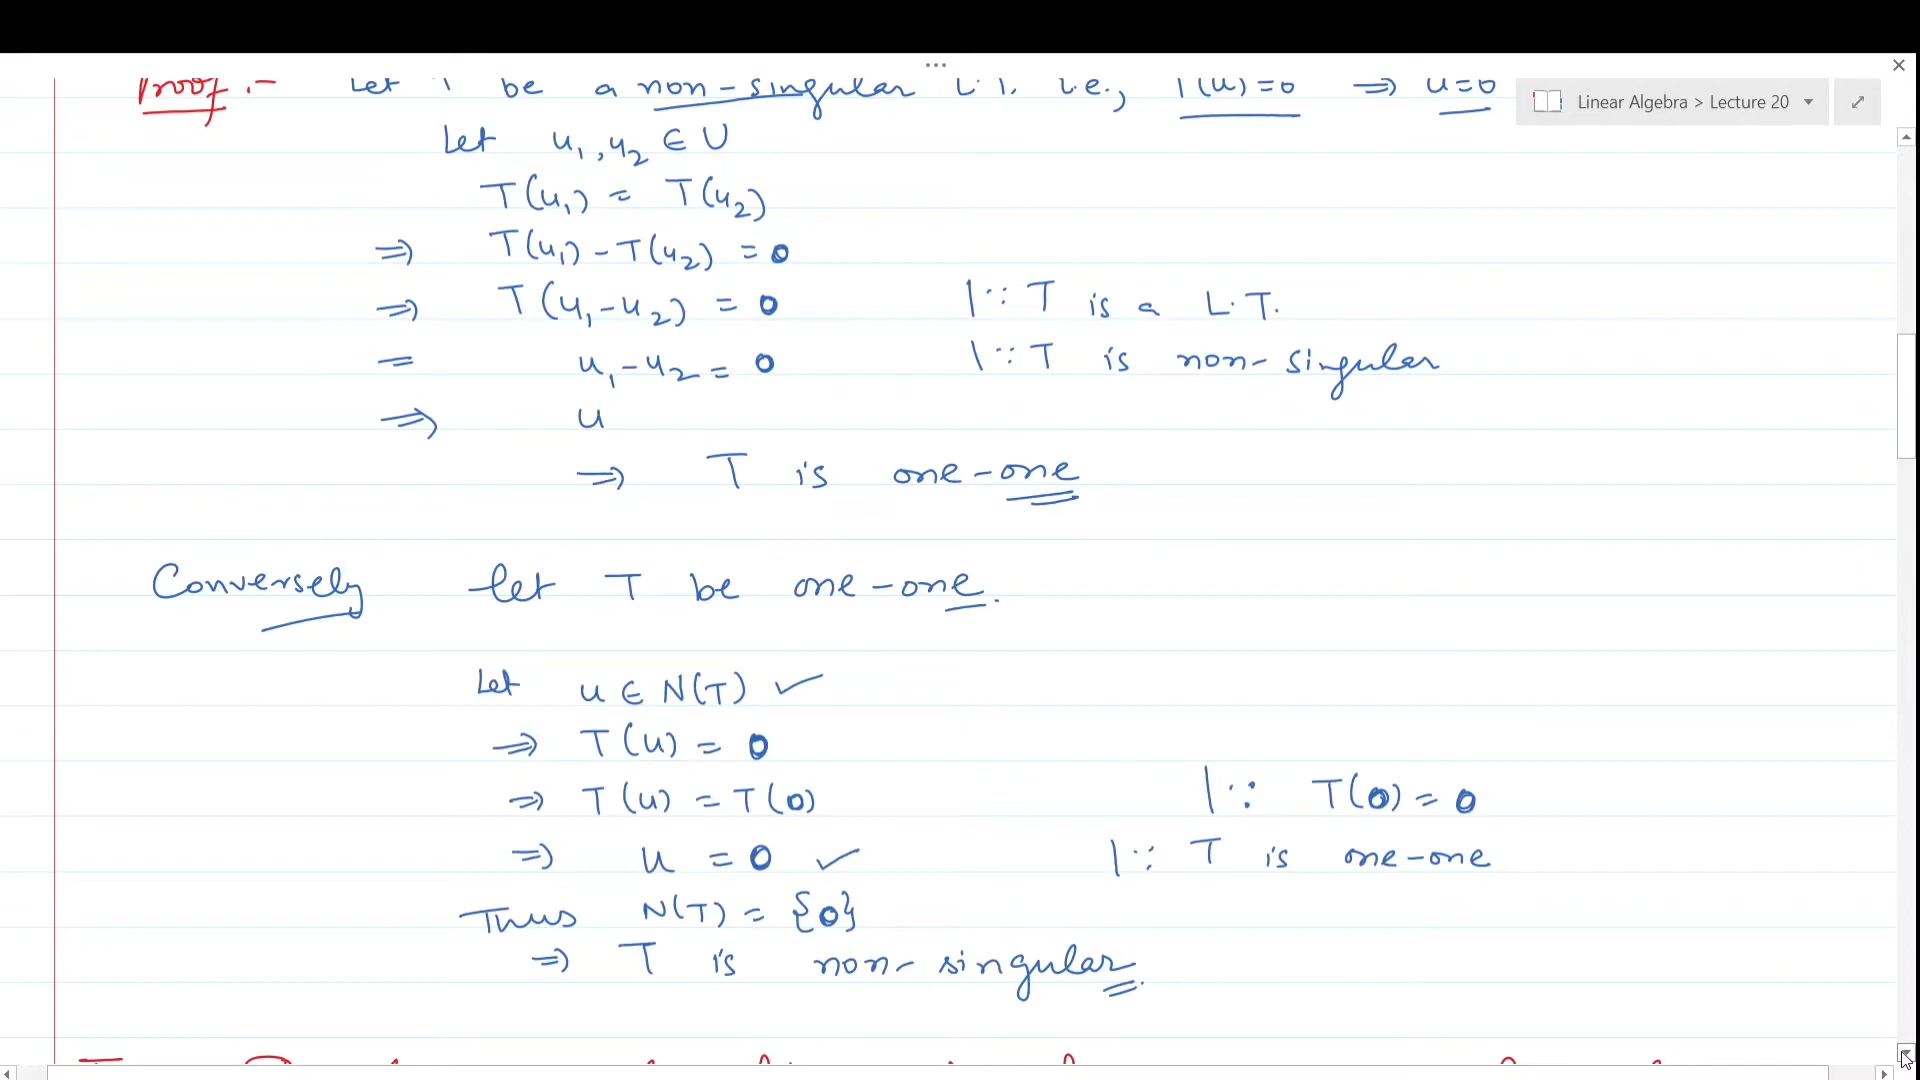 Proof :- Let T be a non-singular L.T. i.e., T(u)=0 ⇒ u=0
Linear Algebra > Lecture 20
Let u₁,u₂ ∈ U
T(u₁) = T(u₂)
⇒ T(u₁) - T(u₂) = 0
⇒ T(u₁-u₂) = 0 |∵ T is a L.T.
= u₁-u₂ = 0 |∵ T is non-singular
⇒ u
⇒ T is one-one
Conversely let T be one-one.
Let u ∈ N(T) ✓
⇒ T(u) = 0
⇒ T(u) = T(0) |∵ T(0) = 0
⇒ u = 0 ✓ |∵ T is one-one
Thus N(T) = {0}
⇒ T is non-singular.